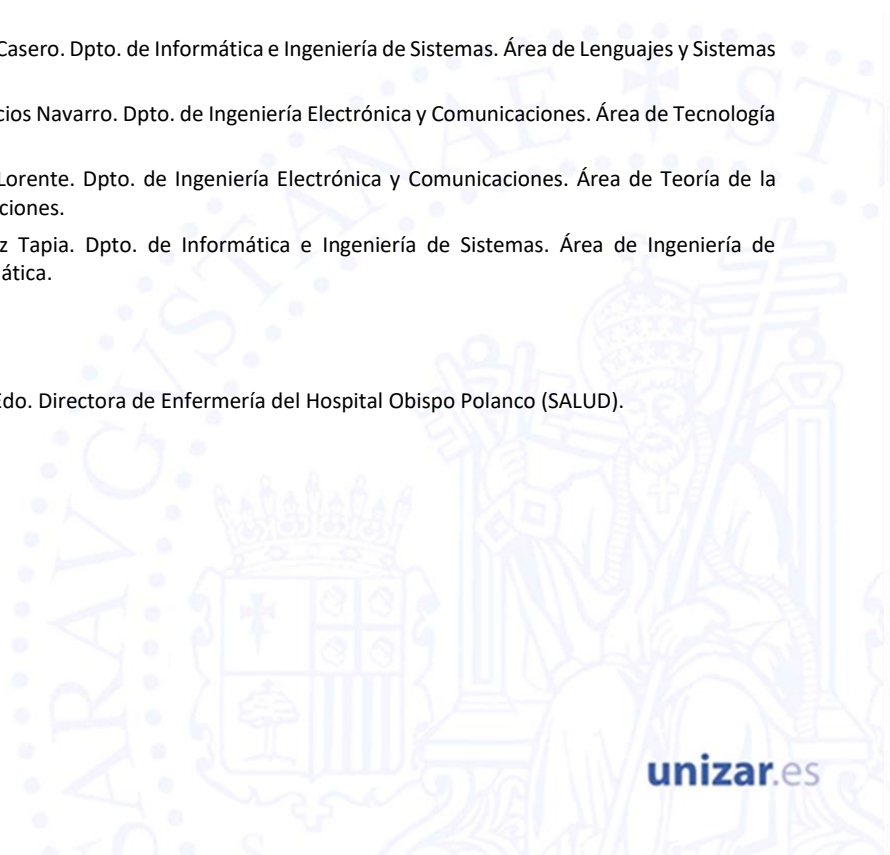 Casero. Dpto. de Informática e Ingeniería de Sistemas. Área de Lenguajes y Sistemas
cios Navarro. Dpto. de Ingeniería Electrónica y Comunicaciones. Área de Tecnología
Lorente. Dpto. de Ingeniería Electrónica y Comunicaciones. Área de Teoría de la
ciones.
z Tapia. Dpto. de Informática e Ingeniería de Sistemas. Área de Ingeniería de
ática.
Edo. Directora de Enfermería del Hospital Obispo Polanco (SALUD).
unizar.es